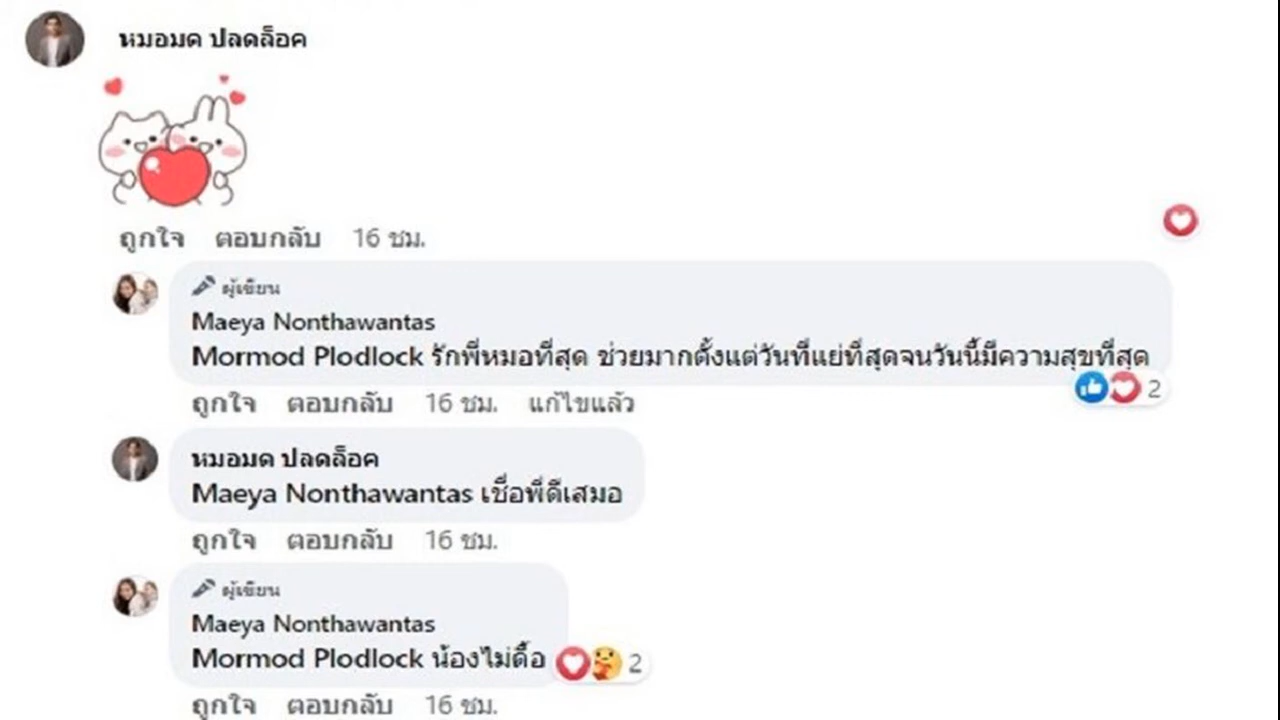 หมอมด ปลดล็อค
ถูกใจ ตอบกลับ 16 ชม.
ผู้เขียน
Maeya Nonthawantas
Mormod Plodlock รักพี่หมอที่สุด ช่วยมากตั้งแต่วันที่แย่ที่สุดจนวันนี้มีความสุขที่สุด
2
ถูกใจ ตอบกลับ 16 ชม. แก้ไขแล้ว
หมอมด ปลดล็อค
Maeya Nonthawantas เชื่อพี่ดีเสมอ
ถูกใจ ตอบกลับ 16 ชม.
ผู้เขียน
Maeya Nonthawantas
Mormod Plodlock น้องไม่ดื้อ 2
ถูกใจ ตอบกลับ 16 ชม.